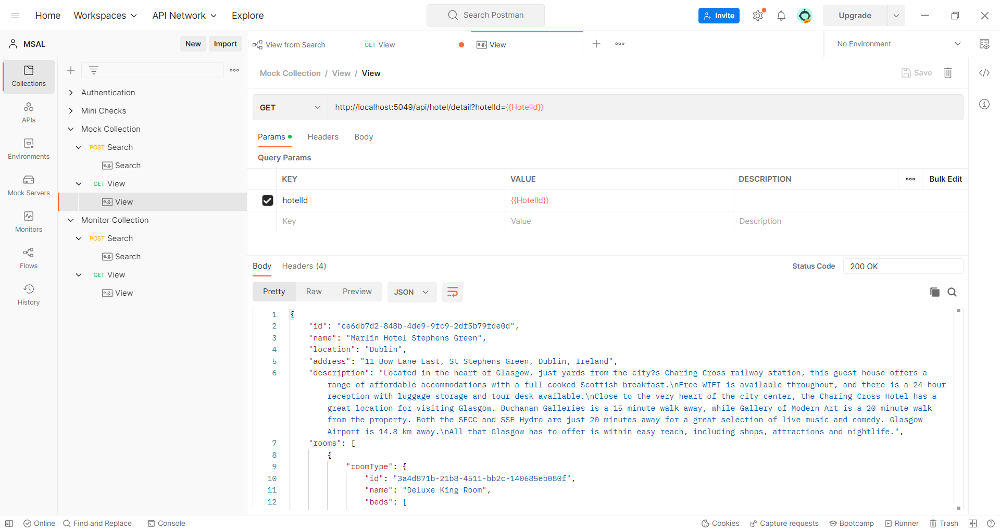 Home Workspaces API Network Explore Search Postman Invite Upgrade
MSAL New Import
View from Search GET View e.g. View No Environment
Collections
APIs
Environments
Mock Servers
Monitors
Flows
History
Authentication
Mini Checks
Mock Collection
POST Search
e.g. Search
GET View
e.g. View
Monitor Collection
POST Search
e.g. Search
GET View
e.g. View
Mock Collection / View / View Save
GET http://localhost:5049/api/hotel/detail?hotelId={{HotelId}}
Params Headers Body
Query Params
KEY VALUE DESCRIPTION Bulk Edit
hotelId {{HotelId}}
Key Value Description
Body Headers (4) Status Code 200 OK
Pretty Raw Preview JSON
1 {
2 "id": "ce6db7d2-848b-4de9-9fc9-2df5b79fde0d",
3 "name": "Marlin Hotel Stephens Green",
4 "location": "Dublin",
5 "address": "11 Bow Lane East, St Stephens Green, Dublin, Ireland",
6 "description": "Located in the heart of Glasgow, just yards from the city?s Charing Cross railway station, this guest house offers a
range of affordable accommodations with a full cooked Scottish breakfast.\nFree WIFI is available throughout, and there is a 24-hour
reception with luggage storage and tour desk available.\nClose to the very heart of the city center, the Charing Cross Hotel has a
great location for visiting Glasgow. Buchanan Galleries is a 15 minute walk away, while Gallery of Modern Art is a 20 minute walk
from the property. Both the SECC and SSE Hydro are just 20 minutes away for a great selection of live music and comedy. Glasgow
Airport is 14.8 km away.\nAll that Glasgow has to offer is within easy reach, including shops, attractions and nightlife.",
7 "rooms": [
8 {
9 "roomType": {
10 "id": "3a4d871b-21b8-4511-bb2c-140685eb080f",
11 "name": "Deluxe King Room",
12 "beds": [
Online Find and Replace Console Cookies Capture requests Bootcamp Runner Trash